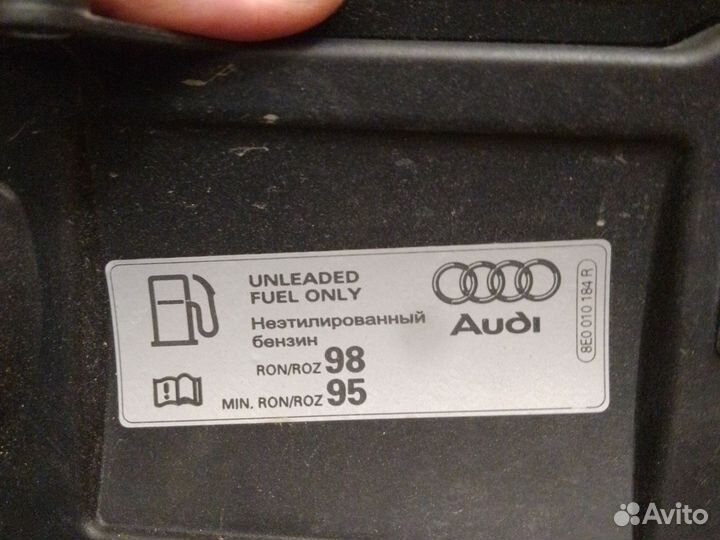 UNLEADED
FUEL ONLY
Неэтилированный
бензин
RON/ROZ 98
MIN. RON/ROZ 95
Audi
8E0 010 184 R
Avito